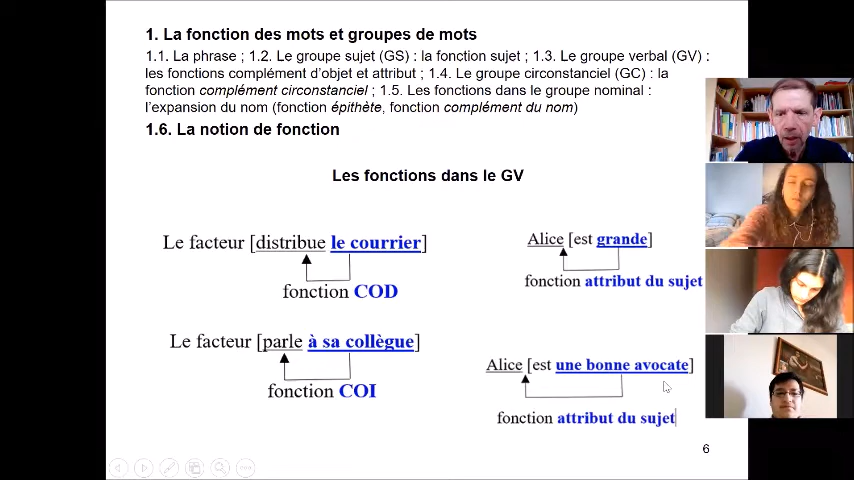 1. La fonction des mots et groupes de mots
1.1. La phrase ; 1.2. Le groupe sujet (GS) : la fonction sujet ; 1.3. Le groupe verbal (GV) :
les fonctions complément d'objet et attribut ; 1.4. Le groupe circonstanciel (GC) : la
fonction complément circonstanciel ; 1.5. Les fonctions dans le groupe nominal :
l'expansion du nom (fonction épithète, fonction complément du nom)
1.6. La notion de fonction
Les fonctions dans le GV
Le facteur [distribue le courrier]
fonction COD
Le facteur [parle à sa collègue]
fonction COI
Alice [est grande]
fonction attribut du sujet
Alice [est une bonne avocate]
fonction attribut du sujet
6